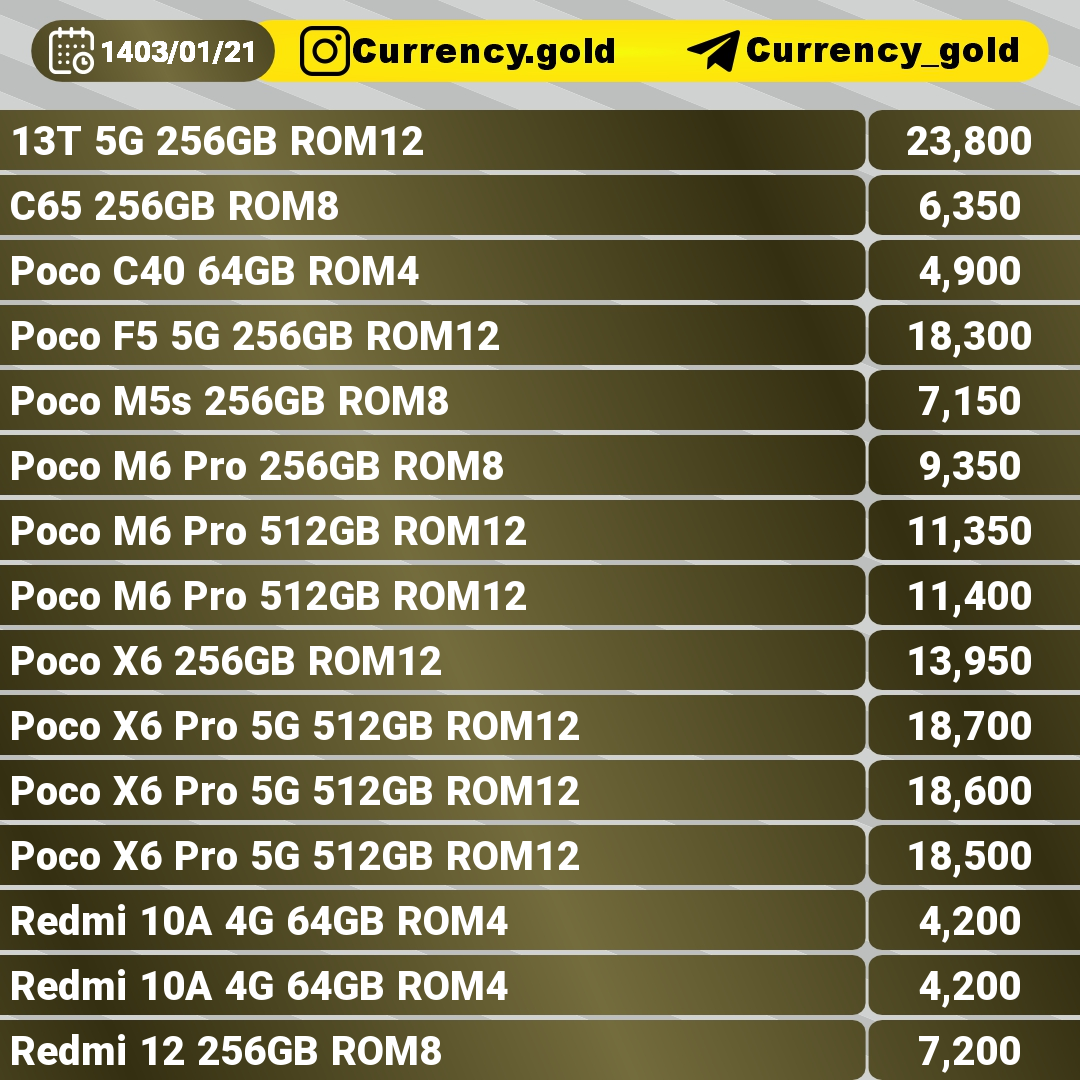 1403/01/21 Currency.gold Currency_gold
13T 5G 256GB ROM12 23,800
C65 256GB ROM8 6,350
Poco C40 64GB ROM4 4,900
Poco F5 5G 256GB ROM12 18,300
Poco M5s 256GB ROM8 7,150
Poco M6 Pro 256GB ROM8 9,350
Poco M6 Pro 512GB ROM12 11,350
Poco M6 Pro 512GB ROM12 11,400
Poco X6 256GB ROM12 13,950
Poco X6 Pro 5G 512GB ROM12 18,700
Poco X6 Pro 5G 512GB ROM12 18,600
Poco X6 Pro 5G 512GB ROM12 18,500
Redmi 10A 4G 64GB ROM4 4,200
Redmi 10A 4G 64GB ROM4 4,200
Redmi 12 256GB ROM8 7,200